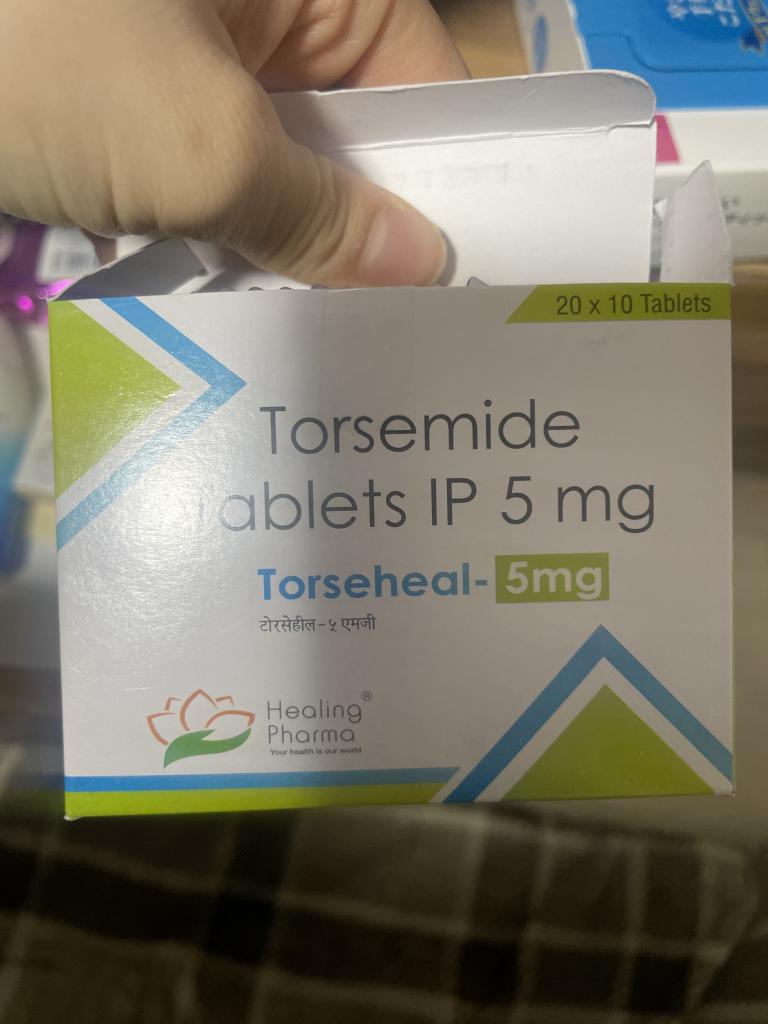 20 x 10 Tablets
Torsemide
Tablets IP 5 mg
Torseheal-5mg
टोरसेहील-५ एमजी
Healing®
Pharma
Your health is our world